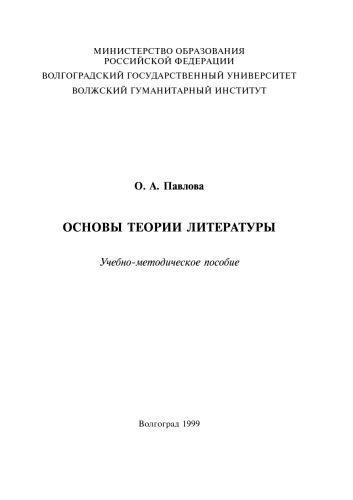 МИНИСТЕРСТВО ОБРАЗОВАНИЯ
РОССИЙСКОЙ ФЕДЕРАЦИИ
ВОЛГОГРАДСКИЙ ГОСУДАРСТВЕННЫЙ УНИВЕРСИТЕТ
ВОЛЖСКИЙ ГУМАНИТАРНЫЙ ИНСТИТУТ
О. А. Павлова
ОСНОВЫ ТЕОРИИ ЛИТЕРАТУРЫ
Учебно-методическое пособие
Волгоград 1999